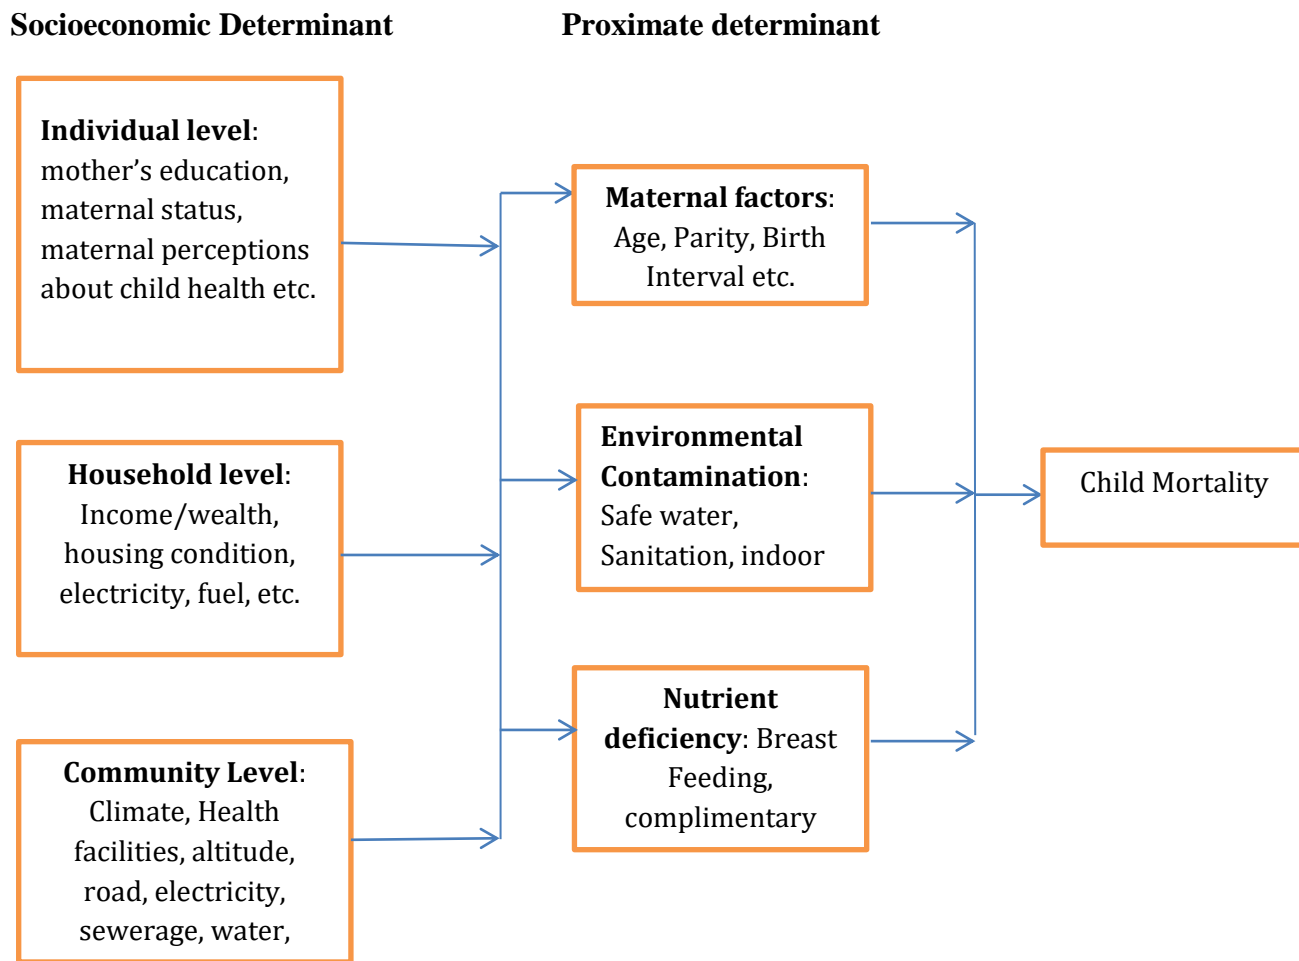 Socioeconomic Determinant
Proximate determinant
Individual level:
mother’s education,
maternal status,
maternal perceptions
about child health etc.
Household level:
Income/wealth,
housing condition,
electricity, fuel, etc.
Community Level:
Climate, Health
facilities, altitude,
road, electricity,
sewerage, water,
Maternal factors:
Age, Parity, Birth
Interval etc.
Environmental
Contamination:
Safe water,
Sanitation, indoor
Nutrient
deficiency: Breast
Feeding,
complimentary
Child Mortality